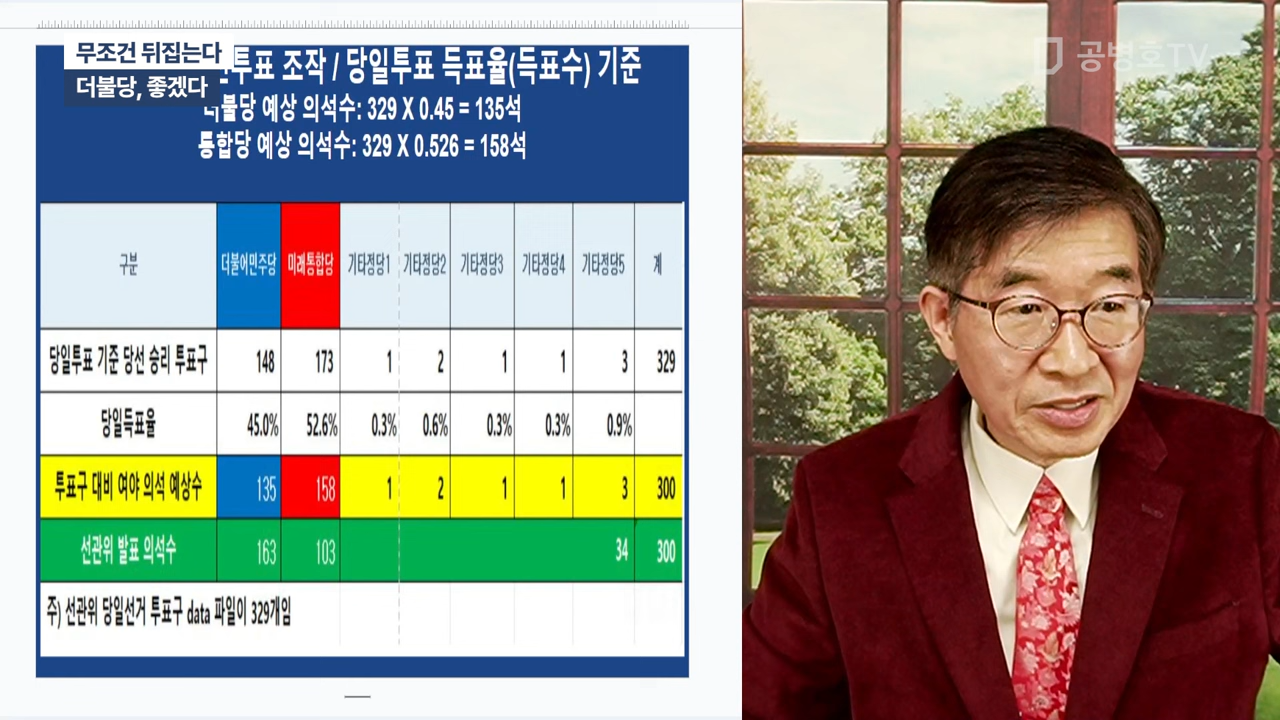 무조건 뒤집는다
더불당, 좋겠다
투표 조작 / 당일투표 득표율(득표수) 기준
더불당 예상 의석수: 329 X 0.45 = 135석
통합당 예상 의석수: 329 X 0.526 = 158석
구분 더불어민주당 미래통합당 기타정당1 기타정당2 기타정당3 기타정당4 기타정당5 계
당일투표 기준 당선 승리 투표구 148 173 1 2 1 1 3 329
당일득표율 45.0% 52.6% 0.3% 0.6% 0.3% 0.3% 0.9%
투표구 대비 여야 의석 예상수 135 158 1 2 1 1 3 300
선관위 발표 의석수 163 103 34 300
주) 선관위 당일선거 투표구 data 파일이 329개임
공병호TV